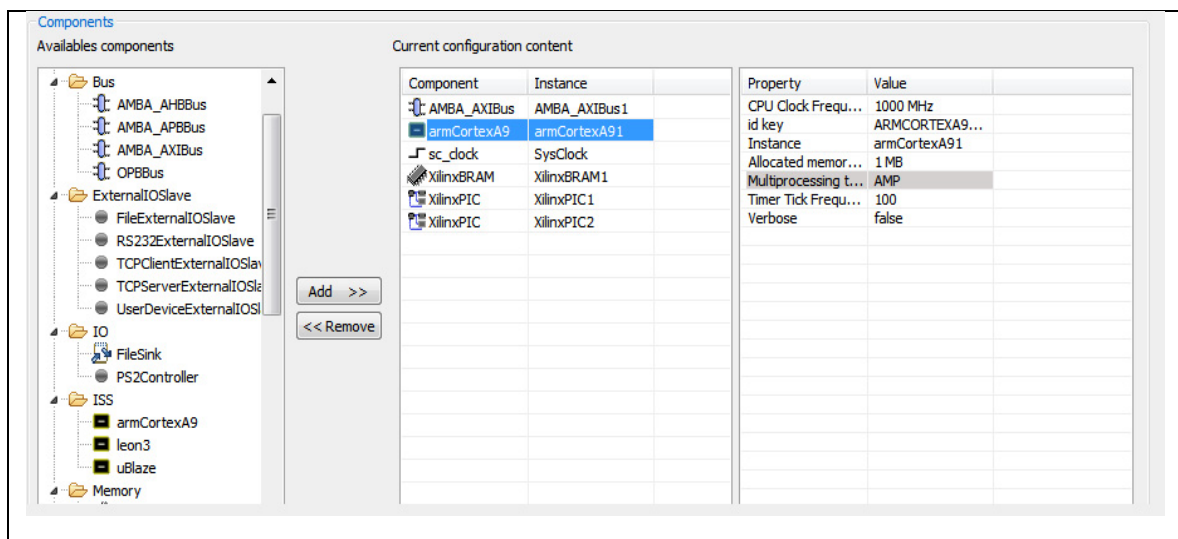 Components
Availables components
Current configuration content
Bus
AMBA_AHBBus
AMBA_APBBus
AMBA_AXIBus
OPBBus
ExternalIOSlave
FileExternalIOSlave
RS232ExternalIOSlave
TCPClientExternalIOSlav
TCPServerExternalIOSla
UserDeviceExternalIOSl
IO
FileSink
PS2Controller
ISS
armCortexA9
leon3
uBlaze
Memory
Add >>
<< Remove
Component Instance
AMBA_AXIBus AMBA_AXIBus1
armCortexA9 armCortexA91
sc_clock SysClock
XilinxBRAM XilinxBRAM1
XilinxPIC XilinxPIC1
XilinxPIC XilinxPIC2
Property Value
CPU Clock Frequ... 1000 MHz
id key ARMCORTEXA9...
Instance armCortexA91
Allocated memor... 1 MB
Multiprocessing t... AMP
Timer Tick Frequ... 100
Verbose false